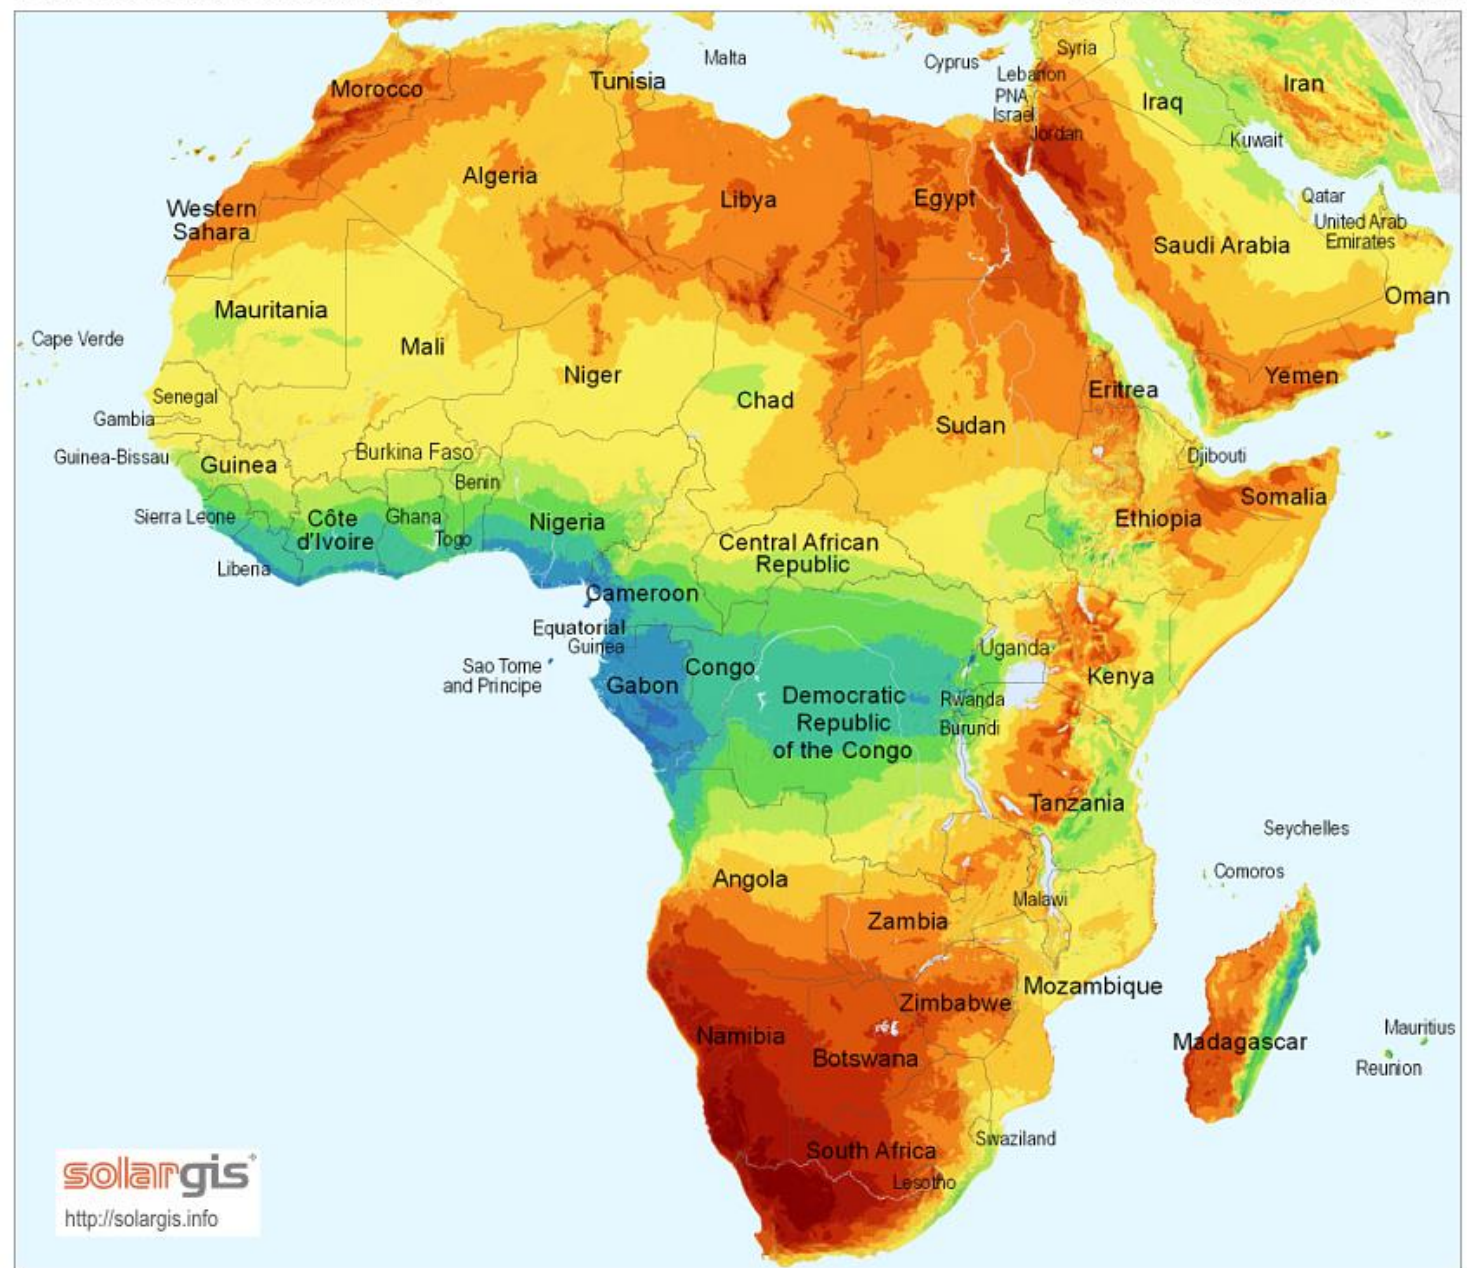 Malta
Cyprus
Syria
Lebanon
PNA
Israel
Jordan
Iraq
Iran
Kuwait
Morocco
Tunisia
Algeria
Libya
Egypt
Western
Sahara
Qatar
United Arab
Emirates
Saudi Arabia
Oman
Mauritania
Cape Verde
Mali
Niger
Chad
Sudan
Eritrea
Yemen
Senegal
Gambia
Guinea-Bissau
Guinea
Burkina Faso
Benin
Djibouti
Somalia
Ethiopia
Sierra Leone
Côte
d'Ivoire
Ghana
Togo
Nigeria
Central African
Republic
Liberia
Cameroon
Equatorial
Guinea
Sao Tome
and Principe
Gabon
Congo
Democratic
Republic
of the Congo
Uganda
Kenya
Rwanda
Burundi
Tanzania
Seychelles
Comoros
Angola
Zambia
Malawi
Mozambique
Zimbabwe
Namibia
Botswana
Madagascar
Mauritius
Reunion
South Africa
Swaziland
Lesotho
solargis
http://solargis.info